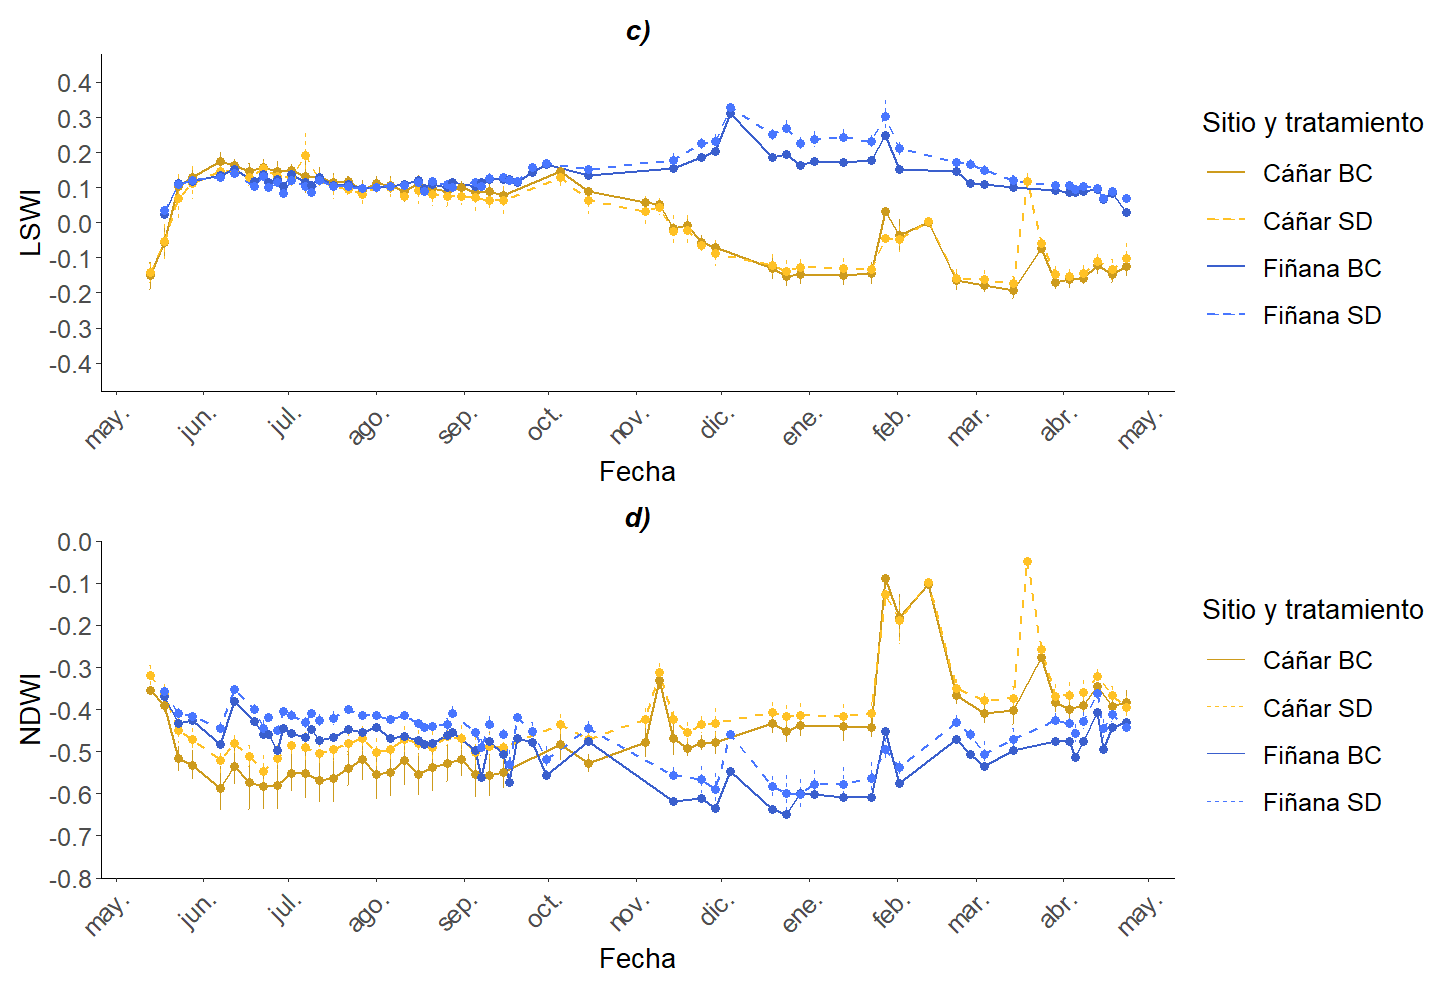 c)
LSWI
0.4
0.3
0.2
0.1
0.0
-0.1
-0.2
-0.3
-0.4
may.
jun.
jul.
ago.
sep.
oct.
nov.
dic.
ene.
feb.
mar.
abr.
may.
Fecha
Sitio y tratamiento
Cáñar BC
Cáñar SD
Fiñana BC
Fiñana SD
d)
NDWI
0.0
-0.1
-0.2
-0.3
-0.4
-0.5
-0.6
-0.7
-0.8
may.
jun.
jul.
ago.
sep.
oct.
nov.
dic.
ene.
feb.
mar.
abr.
may.
Fecha
Sitio y tratamiento
Cáñar BC
Cáñar SD
Fiñana BC
Fiñana SD